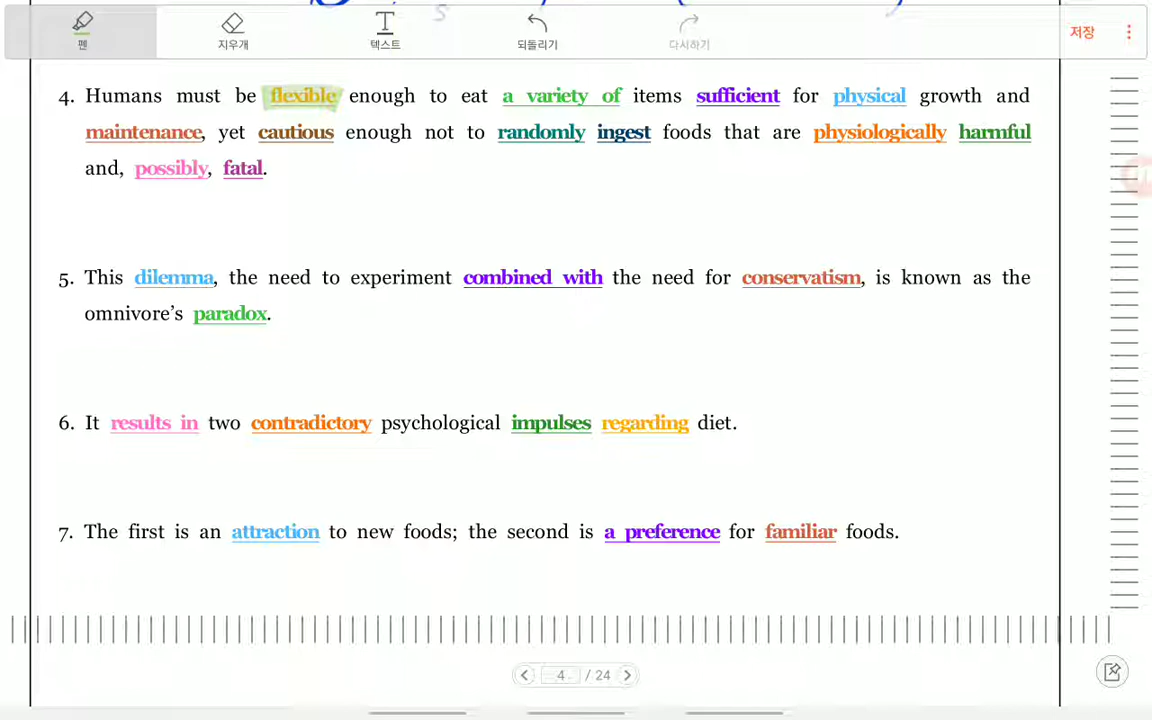 펜 지우개 텍스트 되돌리기 다시하기 저장
4. Humans must be flexible enough to eat a variety of items sufficient for physical growth and
maintenance, yet cautious enough not to randomly ingest foods that are physiologically harmful
and, possibly, fatal.
5. This dilemma, the need to experiment combined with the need for conservatism, is known as the
omnivore’s paradox.
6. It results in two contradictory psychological impulses regarding diet.
7. The first is an attraction to new foods; the second is a preference for familiar foods.
4 / 24